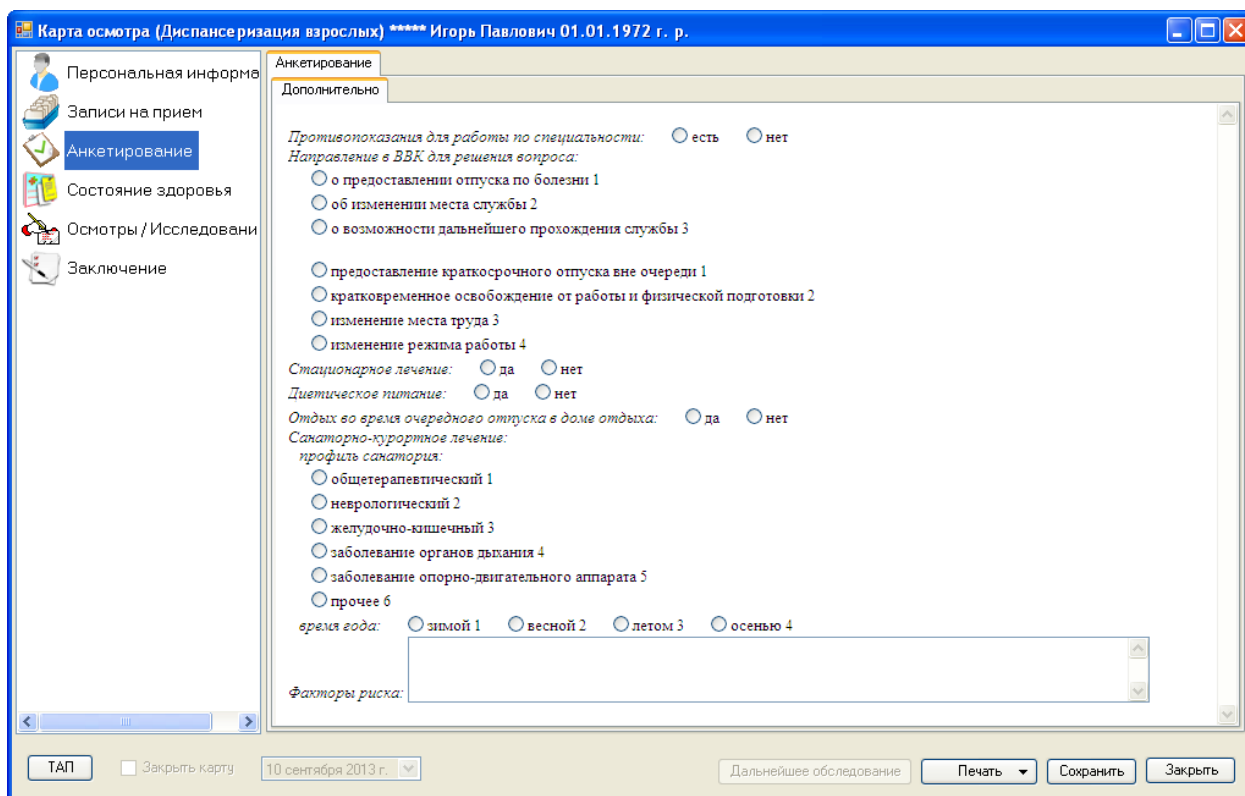 Карта осмотра (Диспансеризация взрослых) ***** Игорь Павлович 01.01.1972 г. р.
Персональная информа
Записи на прием
Анкетирование
Состояние здоровья
Осмотры / Исследовани
Заключение
Анкетирование
Дополнительно
Противопоказания для работы по специальности: есть нет
Направление в ВВК для решения вопроса:
о предоставлении отпуска по болезни 1
об изменении места службы 2
о возможности дальнейшего прохождения службы 3
предоставление краткосрочного отпуска вне очереди 1
кратковременное освобождение от работы и физической подготовки 2
изменение места труда 3
изменение режима работы 4
Стационарное лечение: да нет
Диетическое питание: да нет
Отдых во время очередного отпуска в доме отдыха: да нет
Санаторно-курортное лечение:
профиль санатория:
общетерапевтический 1
неврологический 2
желудочно-кишечный 3
заболевание органов дыхания 4
заболевание опорно-двигательного аппарата 5
прочее 6
время года: зимой 1 весной 2 летом 3 осенью 4
Факторы риска:
ТАП Закрыть карту 10 сентября 2013 г. Дальнейшее обследование Печать Сохранить Закрыть